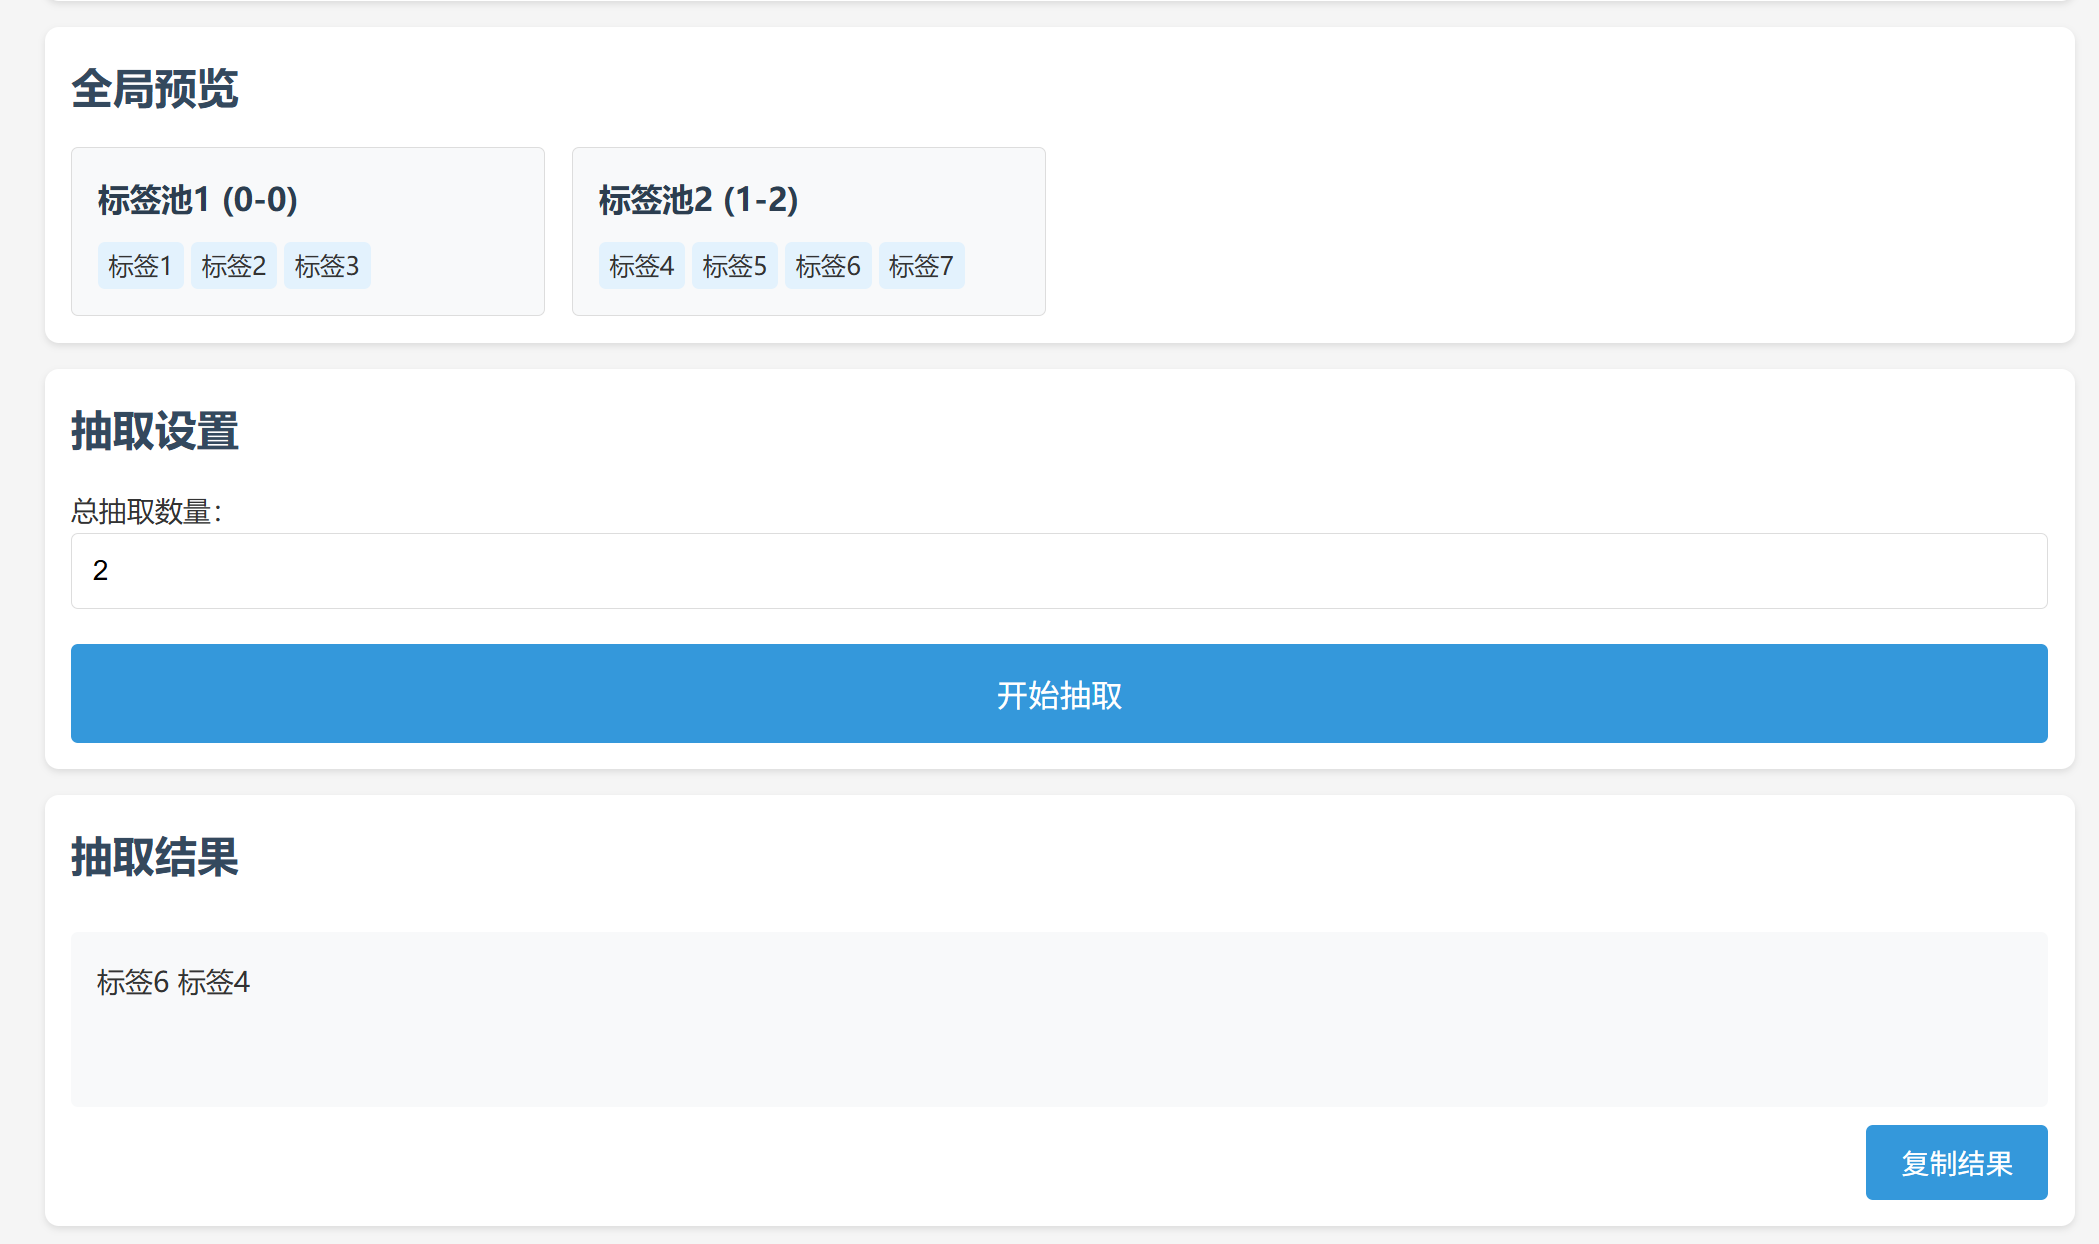 全局预览
标签池1 (0-0)
标签1 标签2 标签3
标签池2 (1-2)
标签4 标签5 标签6 标签7
抽取设置
总抽取数量：
2
开始抽取
抽取结果
标签6 标签4
复制结果